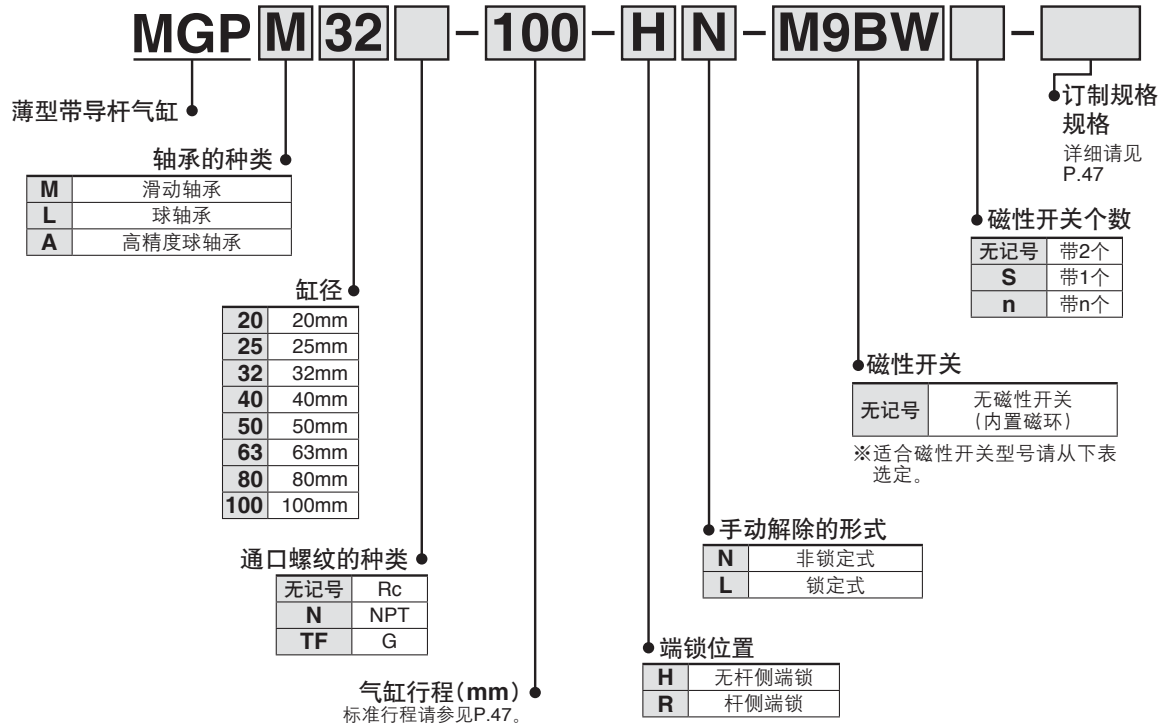 MGP M 32 – 100 – H N – M9BW –
薄型带导杆气缸
轴承的种类
M 滑动轴承
L 球轴承
A 高精度球轴承
缸径
20 20mm
25 25mm
32 32mm
40 40mm
50 50mm
63 63mm
80 80mm
100 100mm
通口螺纹的种类
无记号 Rc
N NPT
TF G
气缸行程(mm)
标准行程请参见P.47。
端锁位置
H 无杆侧端锁
R 杆侧端锁
手动解除的形式
N 非锁定式
L 锁定式
磁性开关
无记号 无磁性开关
(内置磁环)
※适合磁性开关型号请从下表
选定。
磁性开关个数
无记号 带2个
S 带1个
n 带n个
订制规格
规格
详细请见
P.47